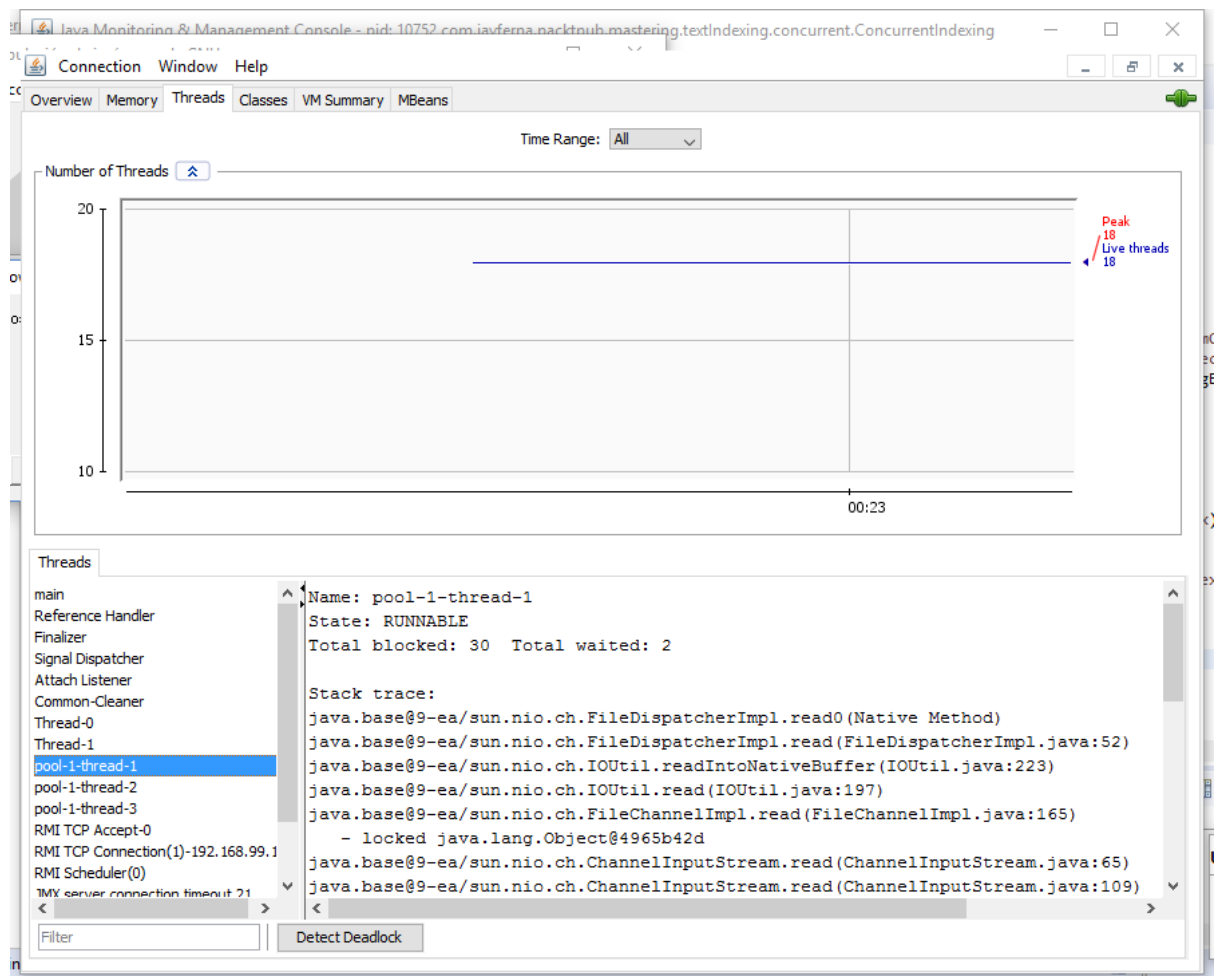 Java Monitoring & Management Console - pid: 10752 com.javferna.packtpub.mastering.textIndexing.concurrent.ConcurrentIndexing
Connection Window Help
Overview Memory Threads Classes VM Summary MBeans
Time Range: All
Number of Threads
20
15
10
Peak
18
Live threads
18
00:23
Threads
main
Reference Handler
Finalizer
Signal Dispatcher
Attach Listener
Common-Cleaner
Thread-0
Thread-1
pool-1-thread-1
pool-1-thread-2
pool-1-thread-3
RMI TCP Accept-0
RMI TCP Connection(1)-192.168.99.1
RMI Scheduler(0)
JMX server connection timeout 21
Name: pool-1-thread-1
State: RUNNABLE
Total blocked: 30 Total waited: 2
Stack trace:
java.base@9-ea/sun.nio.ch.FileDispatcherImpl.read0(Native Method)
java.base@9-ea/sun.nio.ch.FileDispatcherImpl.read(FileDispatcherImpl.java:52)
java.base@9-ea/sun.nio.ch.IOUtil.readIntoNativeBuffer(IOUtil.java:223)
java.base@9-ea/sun.nio.ch.IOUtil.read(IOUtil.java:197)
java.base@9-ea/sun.nio.ch.FileChannelImpl.read(FileChannelImpl.java:165)
- locked java.lang.Object@4965b42d
java.base@9-ea/sun.nio.ch.ChannelInputStream.read(ChannelInputStream.java:65)
java.base@9-ea/sun.nio.ch.ChannelInputStream.read(ChannelInputStream.java:109)
Filter
Detect Deadlock